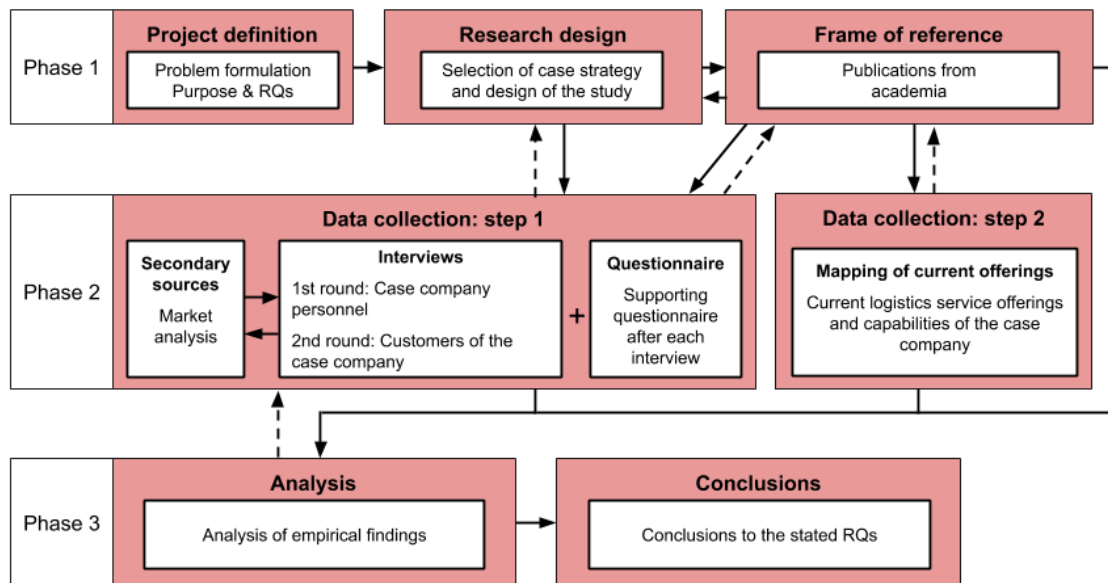 Phase 1
Project definition
Problem formulation
Purpose & RQs
Research design
Selection of case strategy
and design of the study
Frame of reference
Publications from
academia
Phase 2
Data collection: step 1
Secondary
sources
Market
analysis
Interviews
1st round: Case company
personnel
2nd round: Customers of the
case company
+
Questionnaire
Supporting
questionnaire
after each
interview
Data collection: step 2
Mapping of current offerings
Current logistics service offerings
and capabilities of the case
company
Phase 3
Analysis
Analysis of empirical findings
Conclusions
Conclusions to the stated RQs